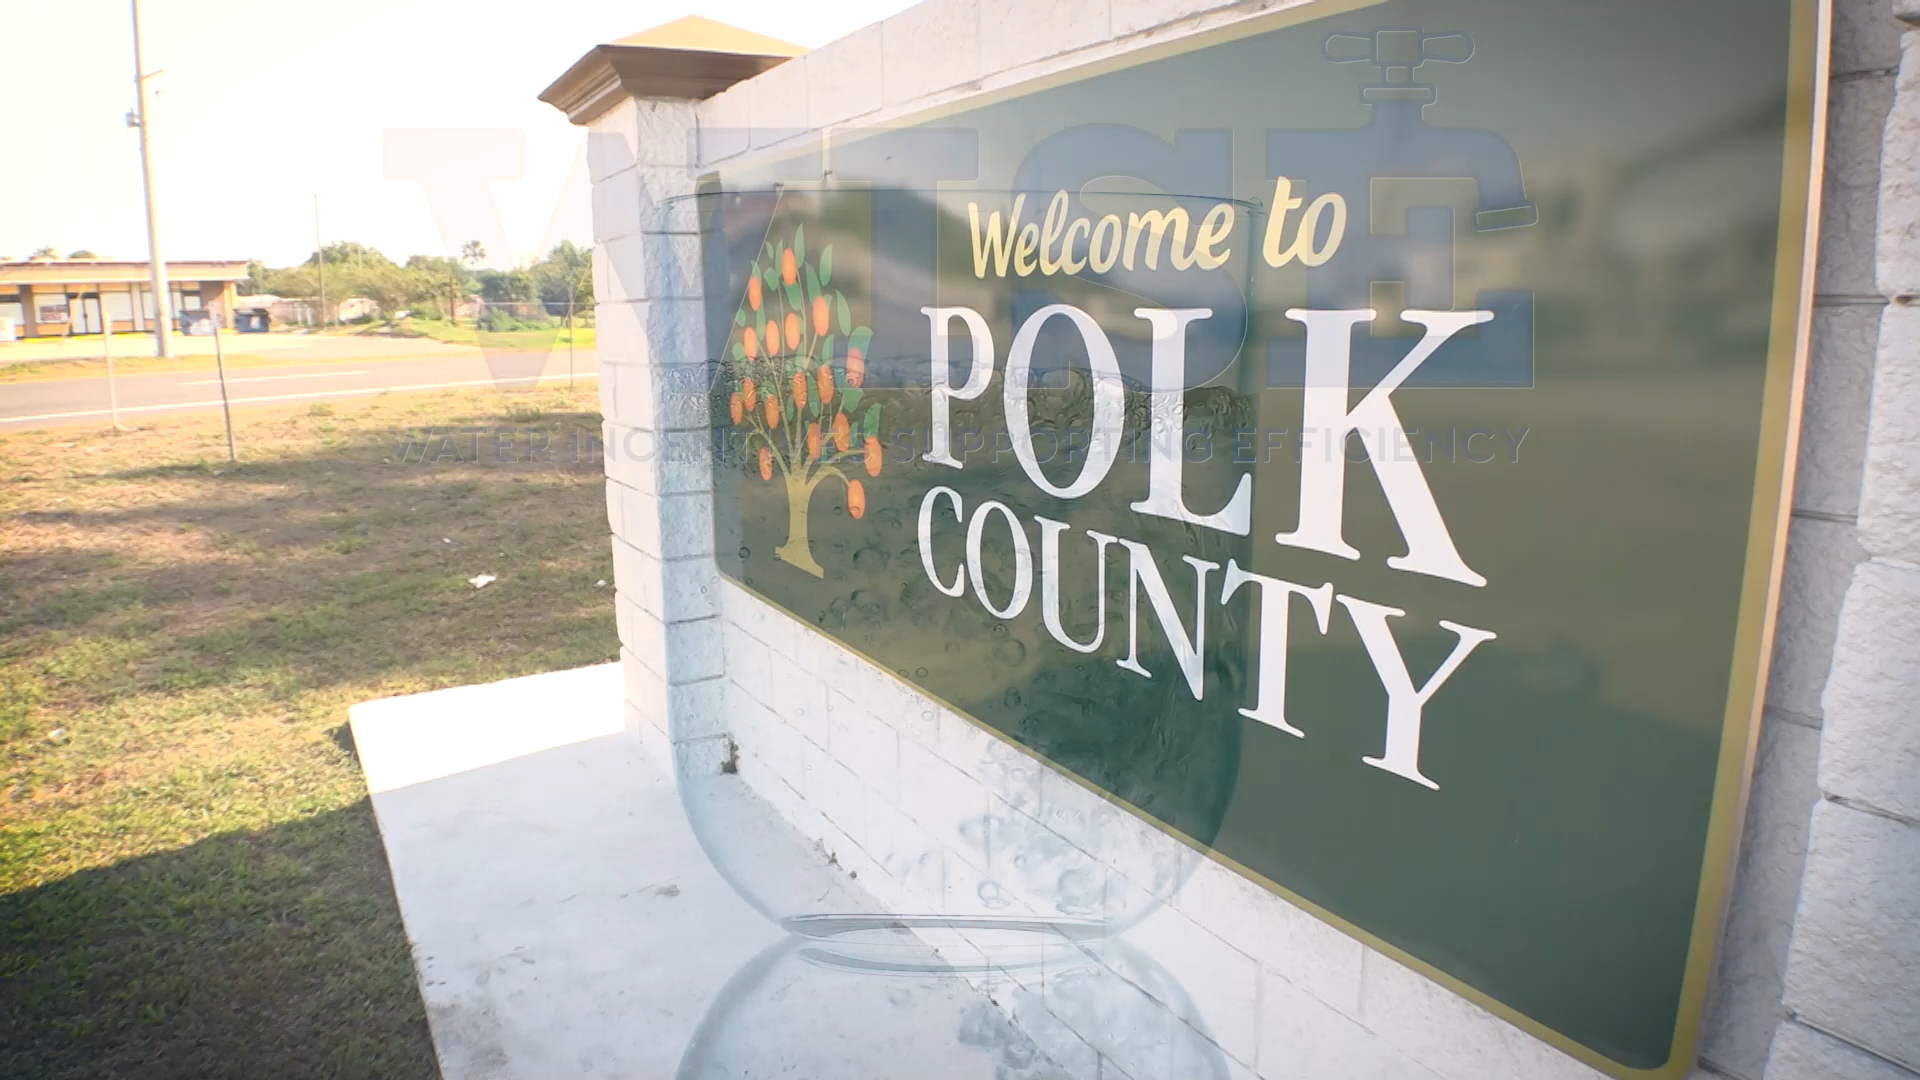 WISE
WATER INCENTIVES SUPPORTING EFFICIENCY
Welcome to
POLK
COUNTY